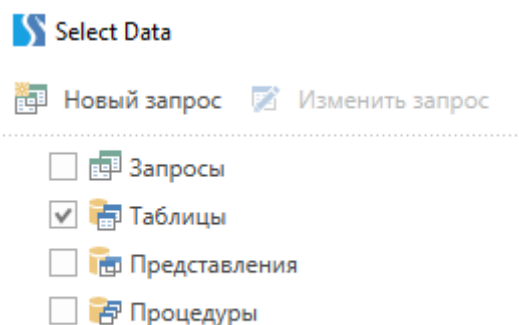 Select Data
Новый запрос Изменить запрос
Запросы
Таблицы
Представления
Процедуры